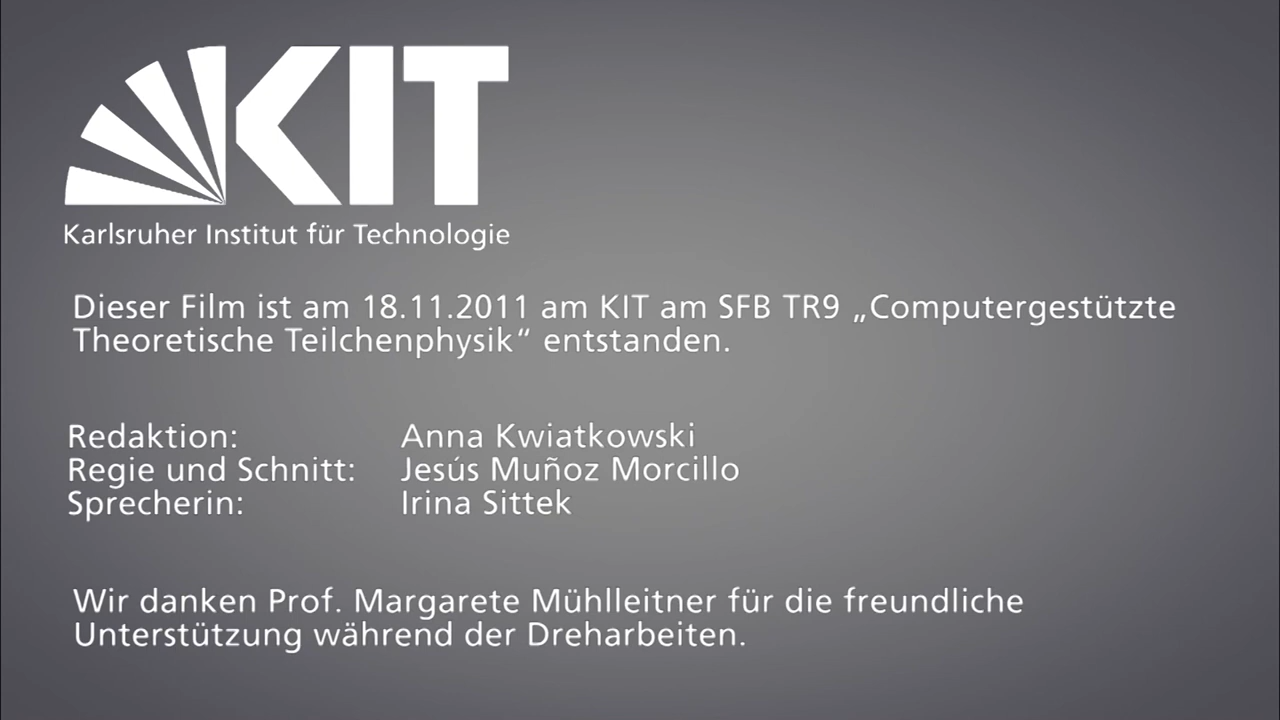 KIT
Karlsruher Institut für Technologie
Dieser Film ist am 18.11.2011 am KIT am SFB TR9 „Computergestützte
Theoretische Teilchenphysik“ entstanden.
Redaktion: Anna Kwiatkowski
Regie und Schnitt: Jesús Muñoz Morcillo
Sprecherin: Irina Sittek
Wir danken Prof. Margarete Mühlleitner für die freundliche
Unterstützung während der Dreharbeiten.